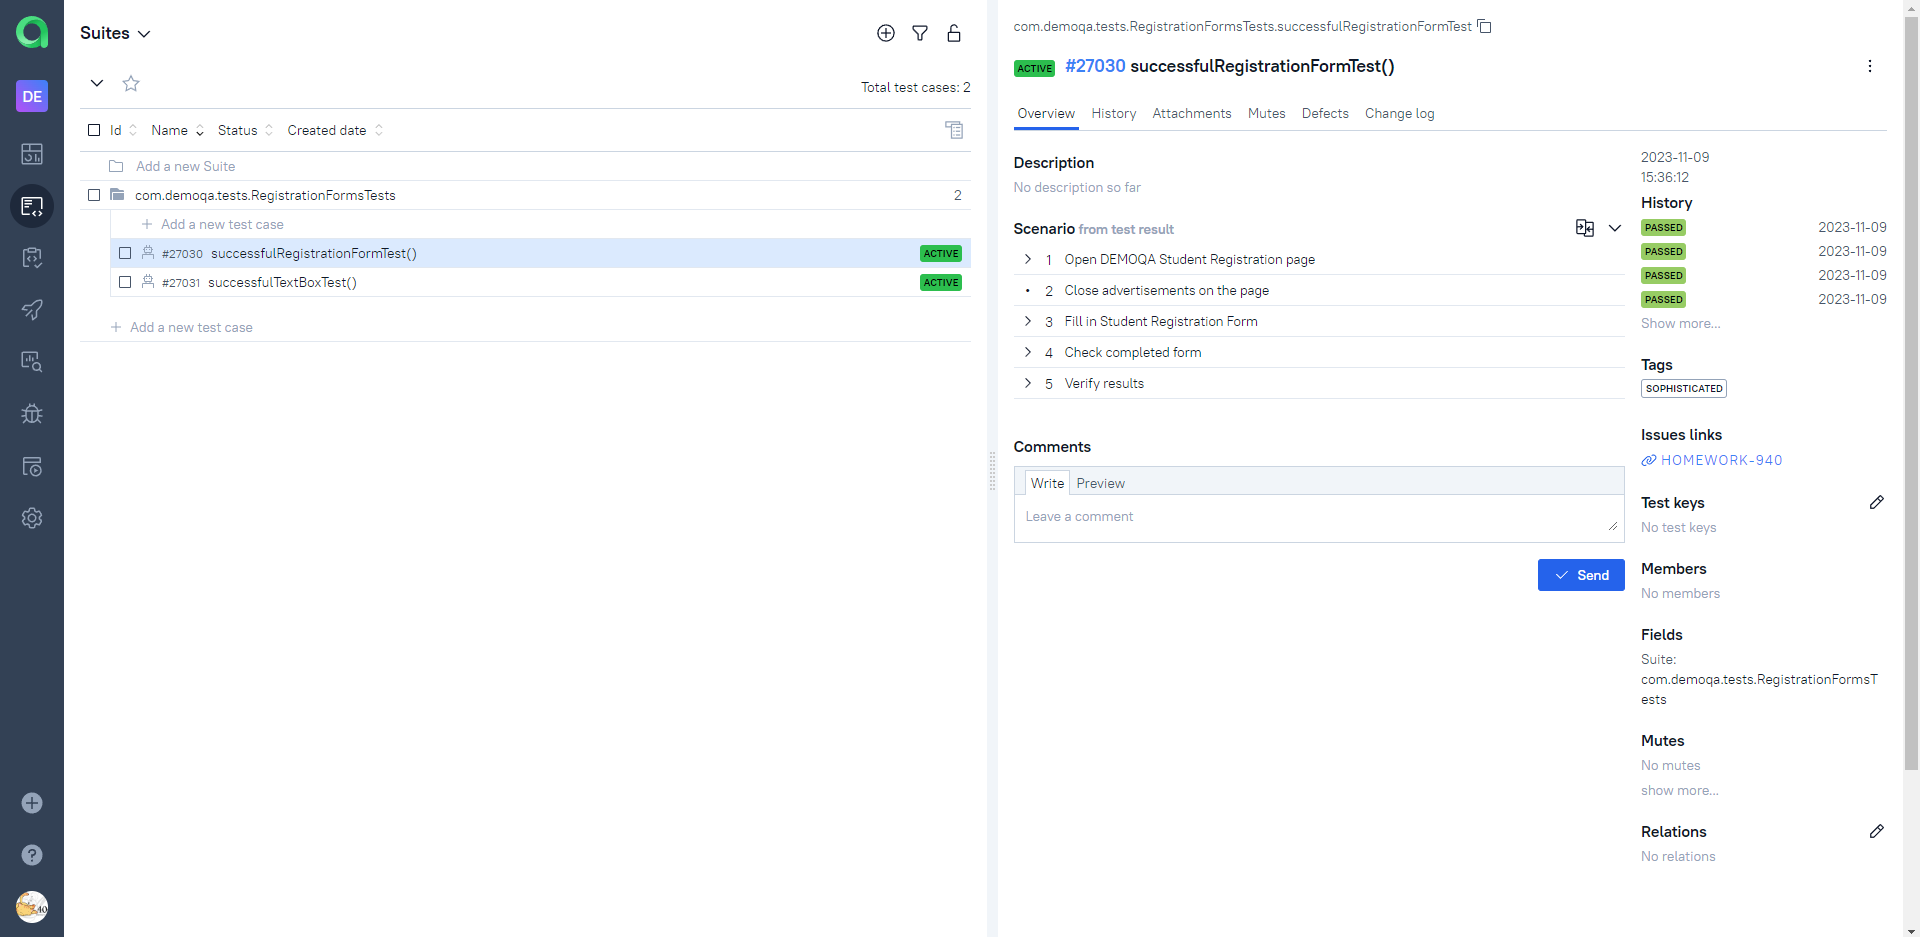 DE
Suites
Total test cases: 2
Id Name Status Created date
Add a new Suite
com.demoqa.tests.RegistrationFormsTests 2
Add a new test case
#27030 successfulRegistrationFormTest() ACTIVE
#27031 successfulTextBoxTest() ACTIVE
Add a new test case
com.demoqa.tests.RegistrationFormsTests.successfulRegistrationFormTest
ACTIVE #27030 successfulRegistrationFormTest()
Overview History Attachments Mutes Defects Change log
Description
No description so far
Scenario from test result
1 Open DEMOQA Student Registration page
2 Close advertisements on the page
3 Fill in Student Registration Form
4 Check completed form
5 Verify results
Comments
Write Preview
Leave a comment
Send
2023-11-09
15:36:12
History
PASSED 2023-11-09
PASSED 2023-11-09
PASSED 2023-11-09
PASSED 2023-11-09
Show more...
Tags
SOPHISTICATED
Issues links
HOMEWORK-940
Test keys
No test keys
Members
No members
Fields
Suite:
com.demoqa.tests.RegistrationFormsT
ests
Mutes
No mutes
show more...
Relations
No relations